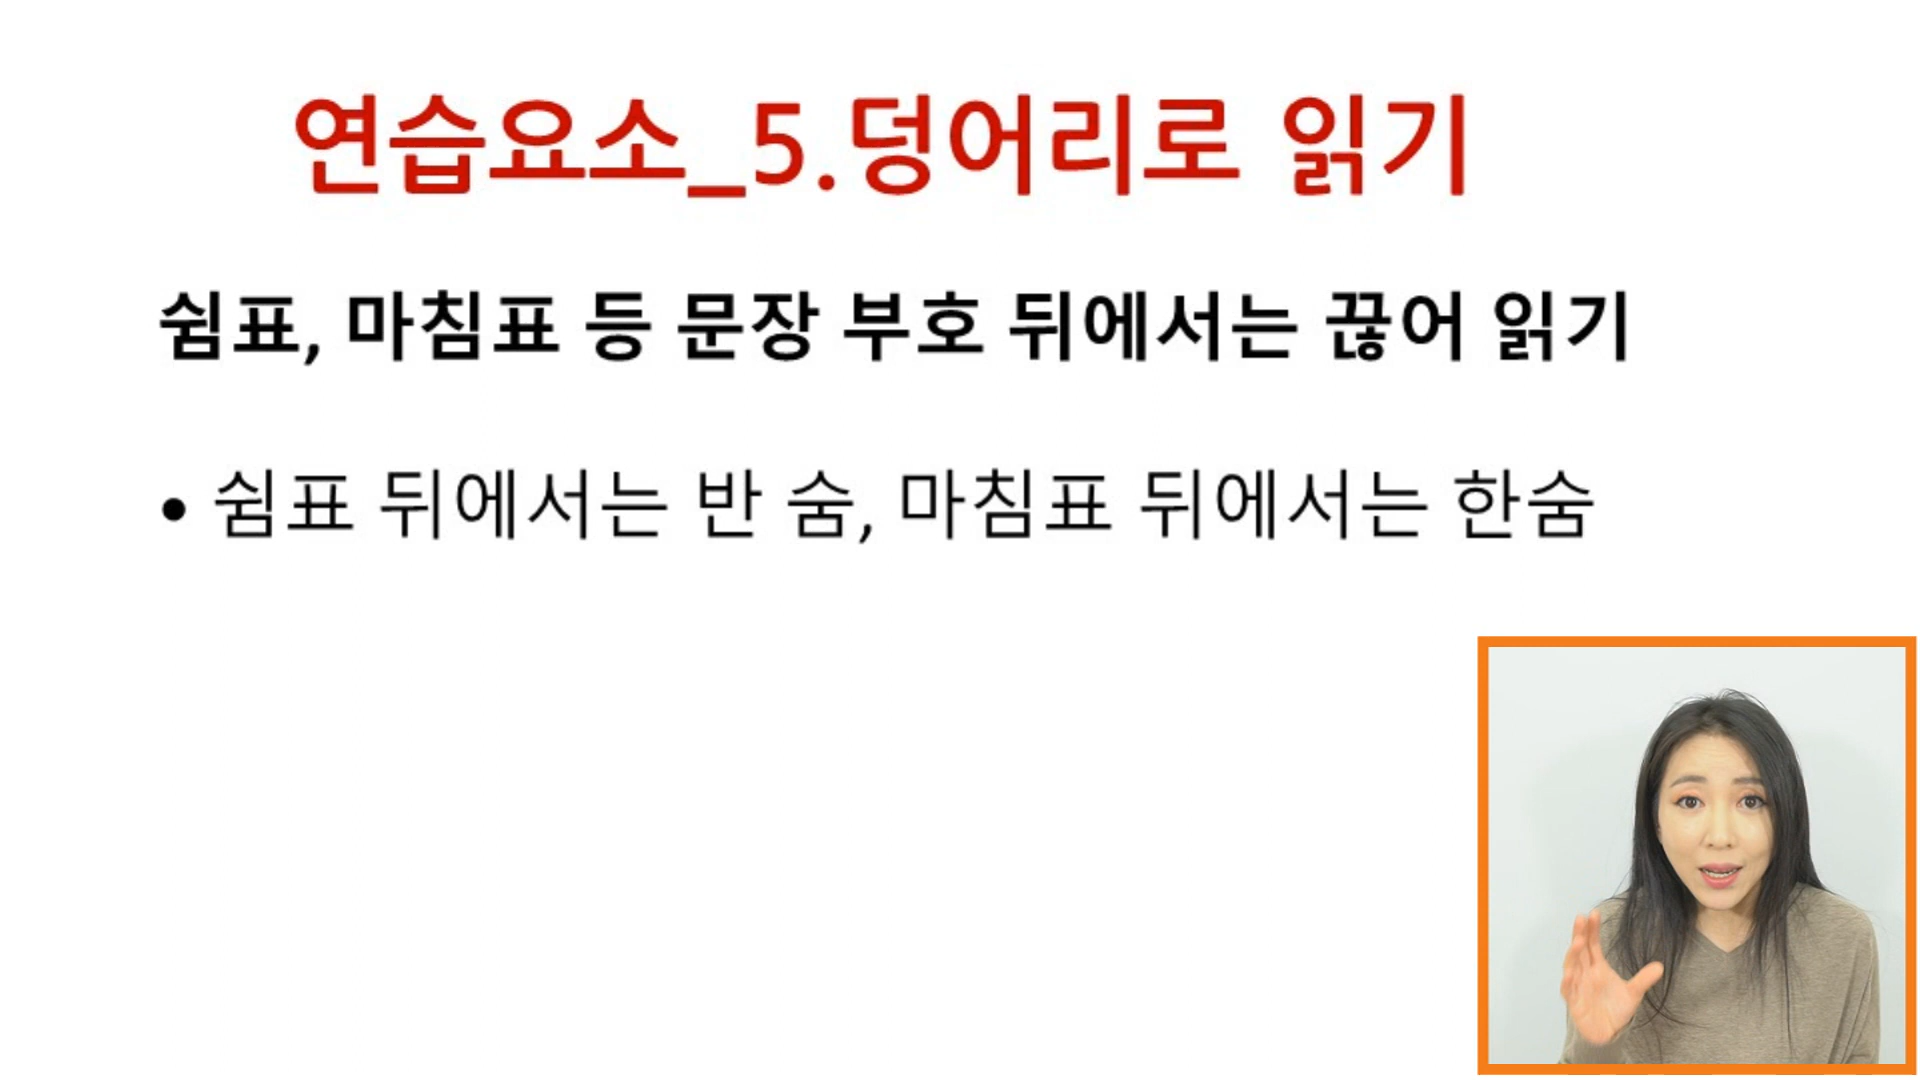 연습요소_5.덩어리로 읽기
쉼표, 마침표 등 문장 부호 뒤에서는 끊어 읽기
• 쉼표 뒤에서는 반 숨, 마침표 뒤에서는 한숨